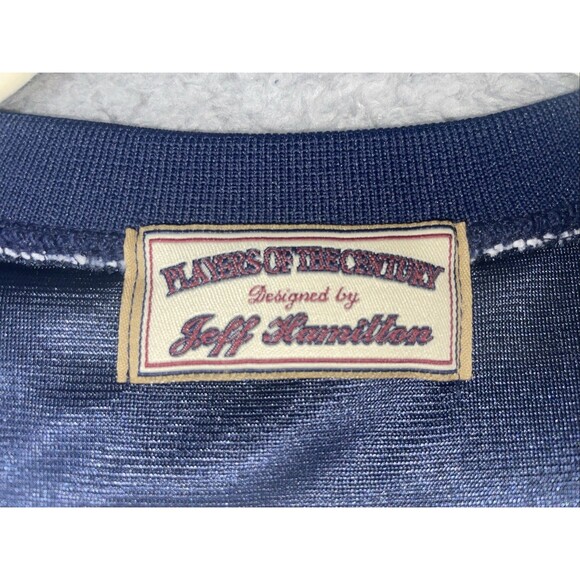 PLAYERS OF THE CENTURY
Designed by
Jeff Hamilton